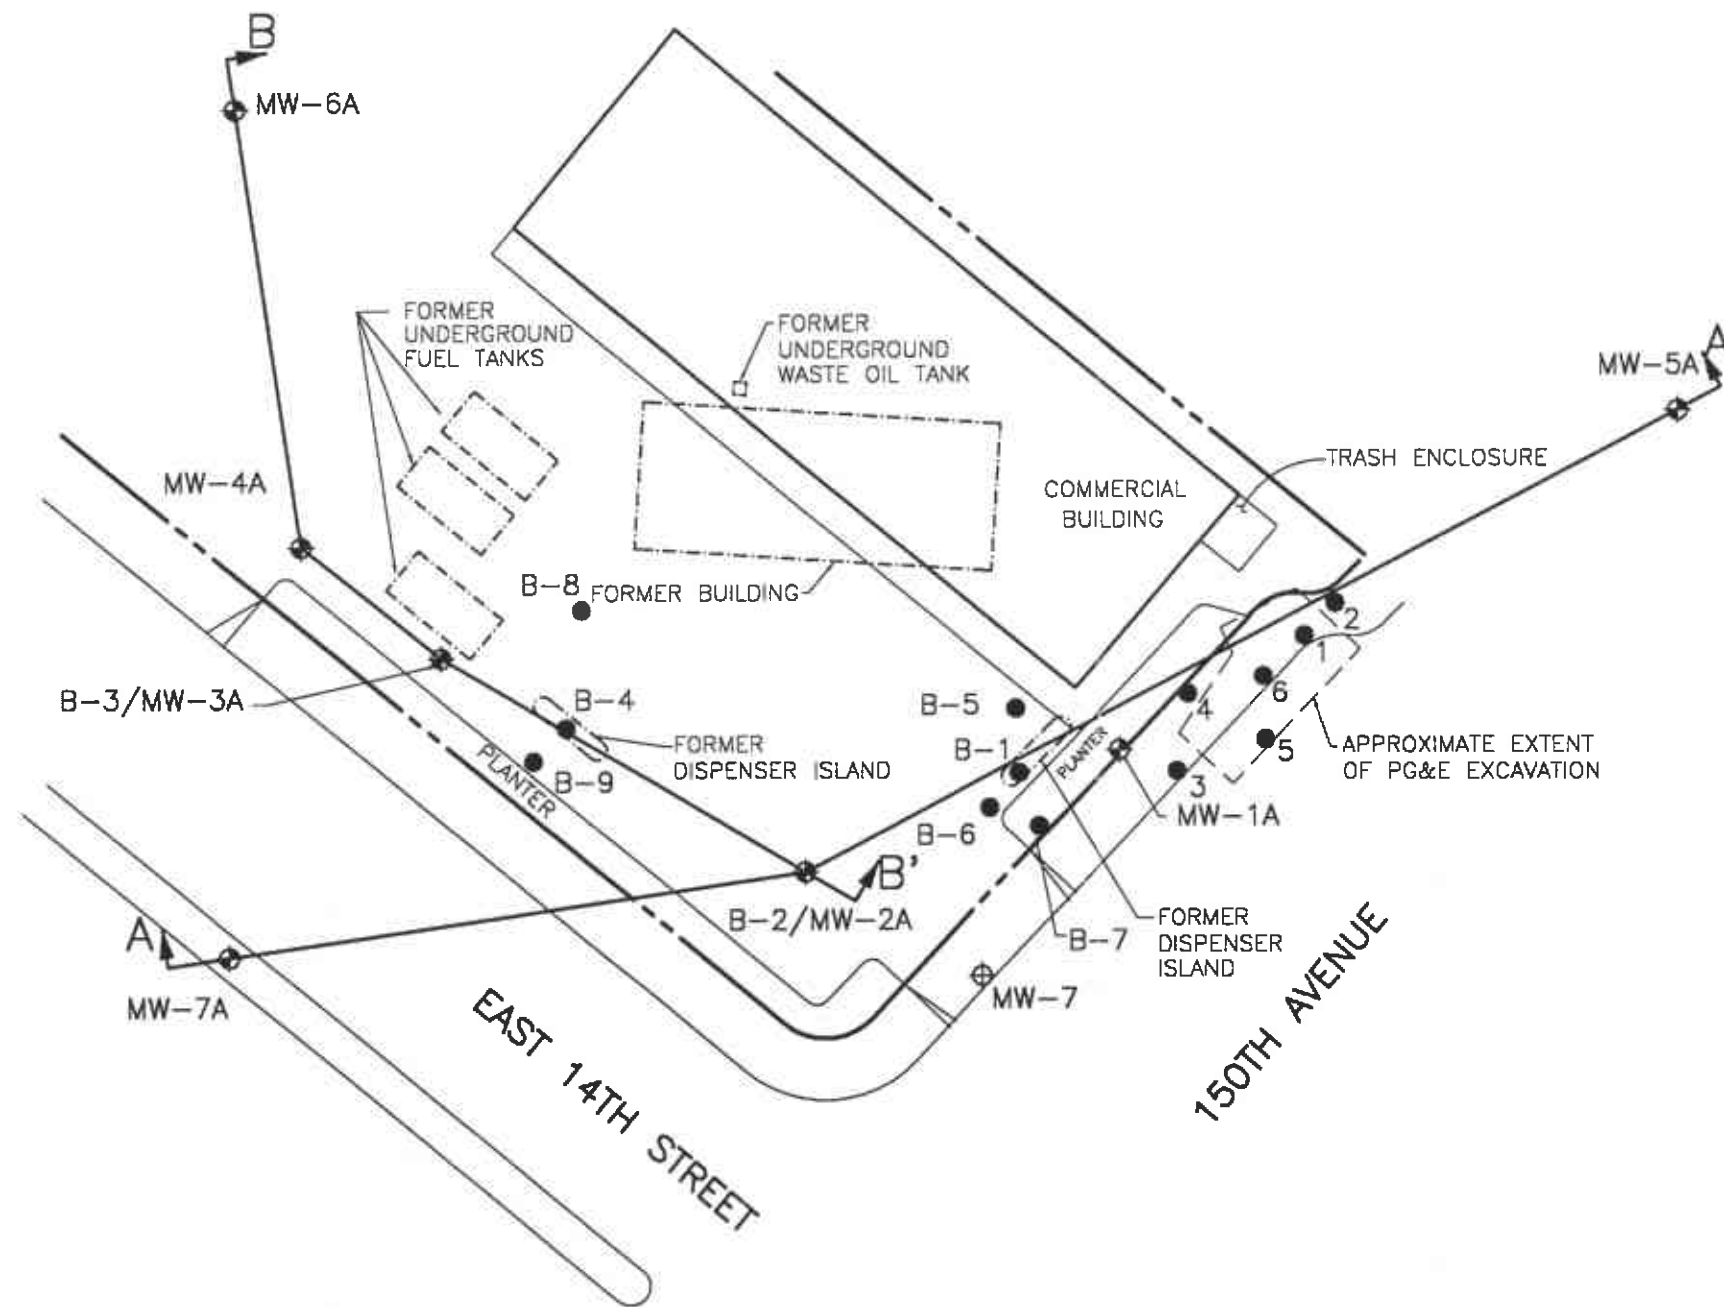 B
MW-6A
FORMER
UNDERGROUND
FUEL TANKS
FORMER
UNDERGROUND
WASTE OIL TANK
A
MW-5A
TRASH ENCLOSURE
MW-4A
COMMERCIAL
BUILDING
B-8
FORMER BUILDING
2
1
B-3/MW-3A
B-4
B-5
6
4
FORMER
DISPENSER ISLAND
B-1
PLANTER
5
APPROXIMATE EXTENT
OF PG&E EXCAVATION
PLANTER
B-9
3
MW-1A
B-6
B'
B-2/MW-2A
A
B-7
FORMER
DISPENSER
ISLAND
MW-7A
MW-7
EAST 14TH STREET
150TH AVENUE